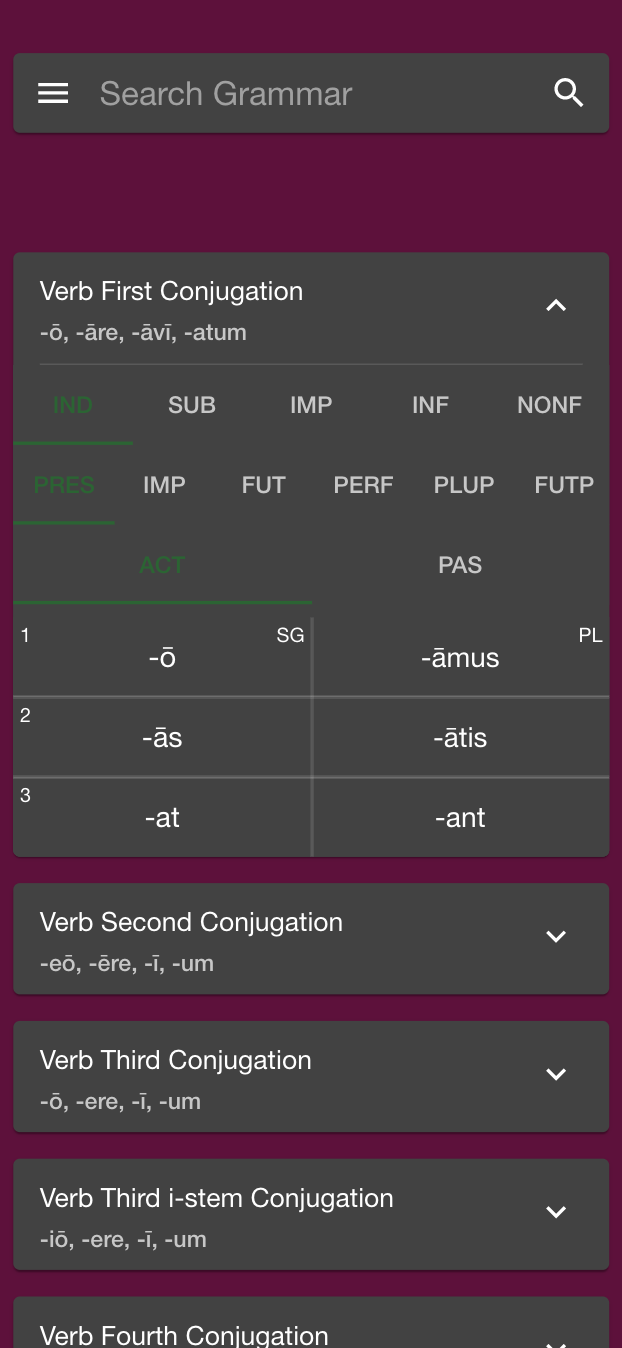 Search Grammar
Verb First Conjugation
-ō, -āre, -āvī, -atum
IND SUB IMP INF NONF
PRES IMP FUT PERF PLUP FUTP
ACT PAS
1 -ō SG -āmus PL
2 -ās -ātis
3 -at -ant
Verb Second Conjugation
-eō, -ēre, -ī, -um
Verb Third Conjugation
-ō, -ere, -ī, -um
Verb Third i-stem Conjugation
-iō, -ere, -ī, -um
Verb Fourth Conjugation